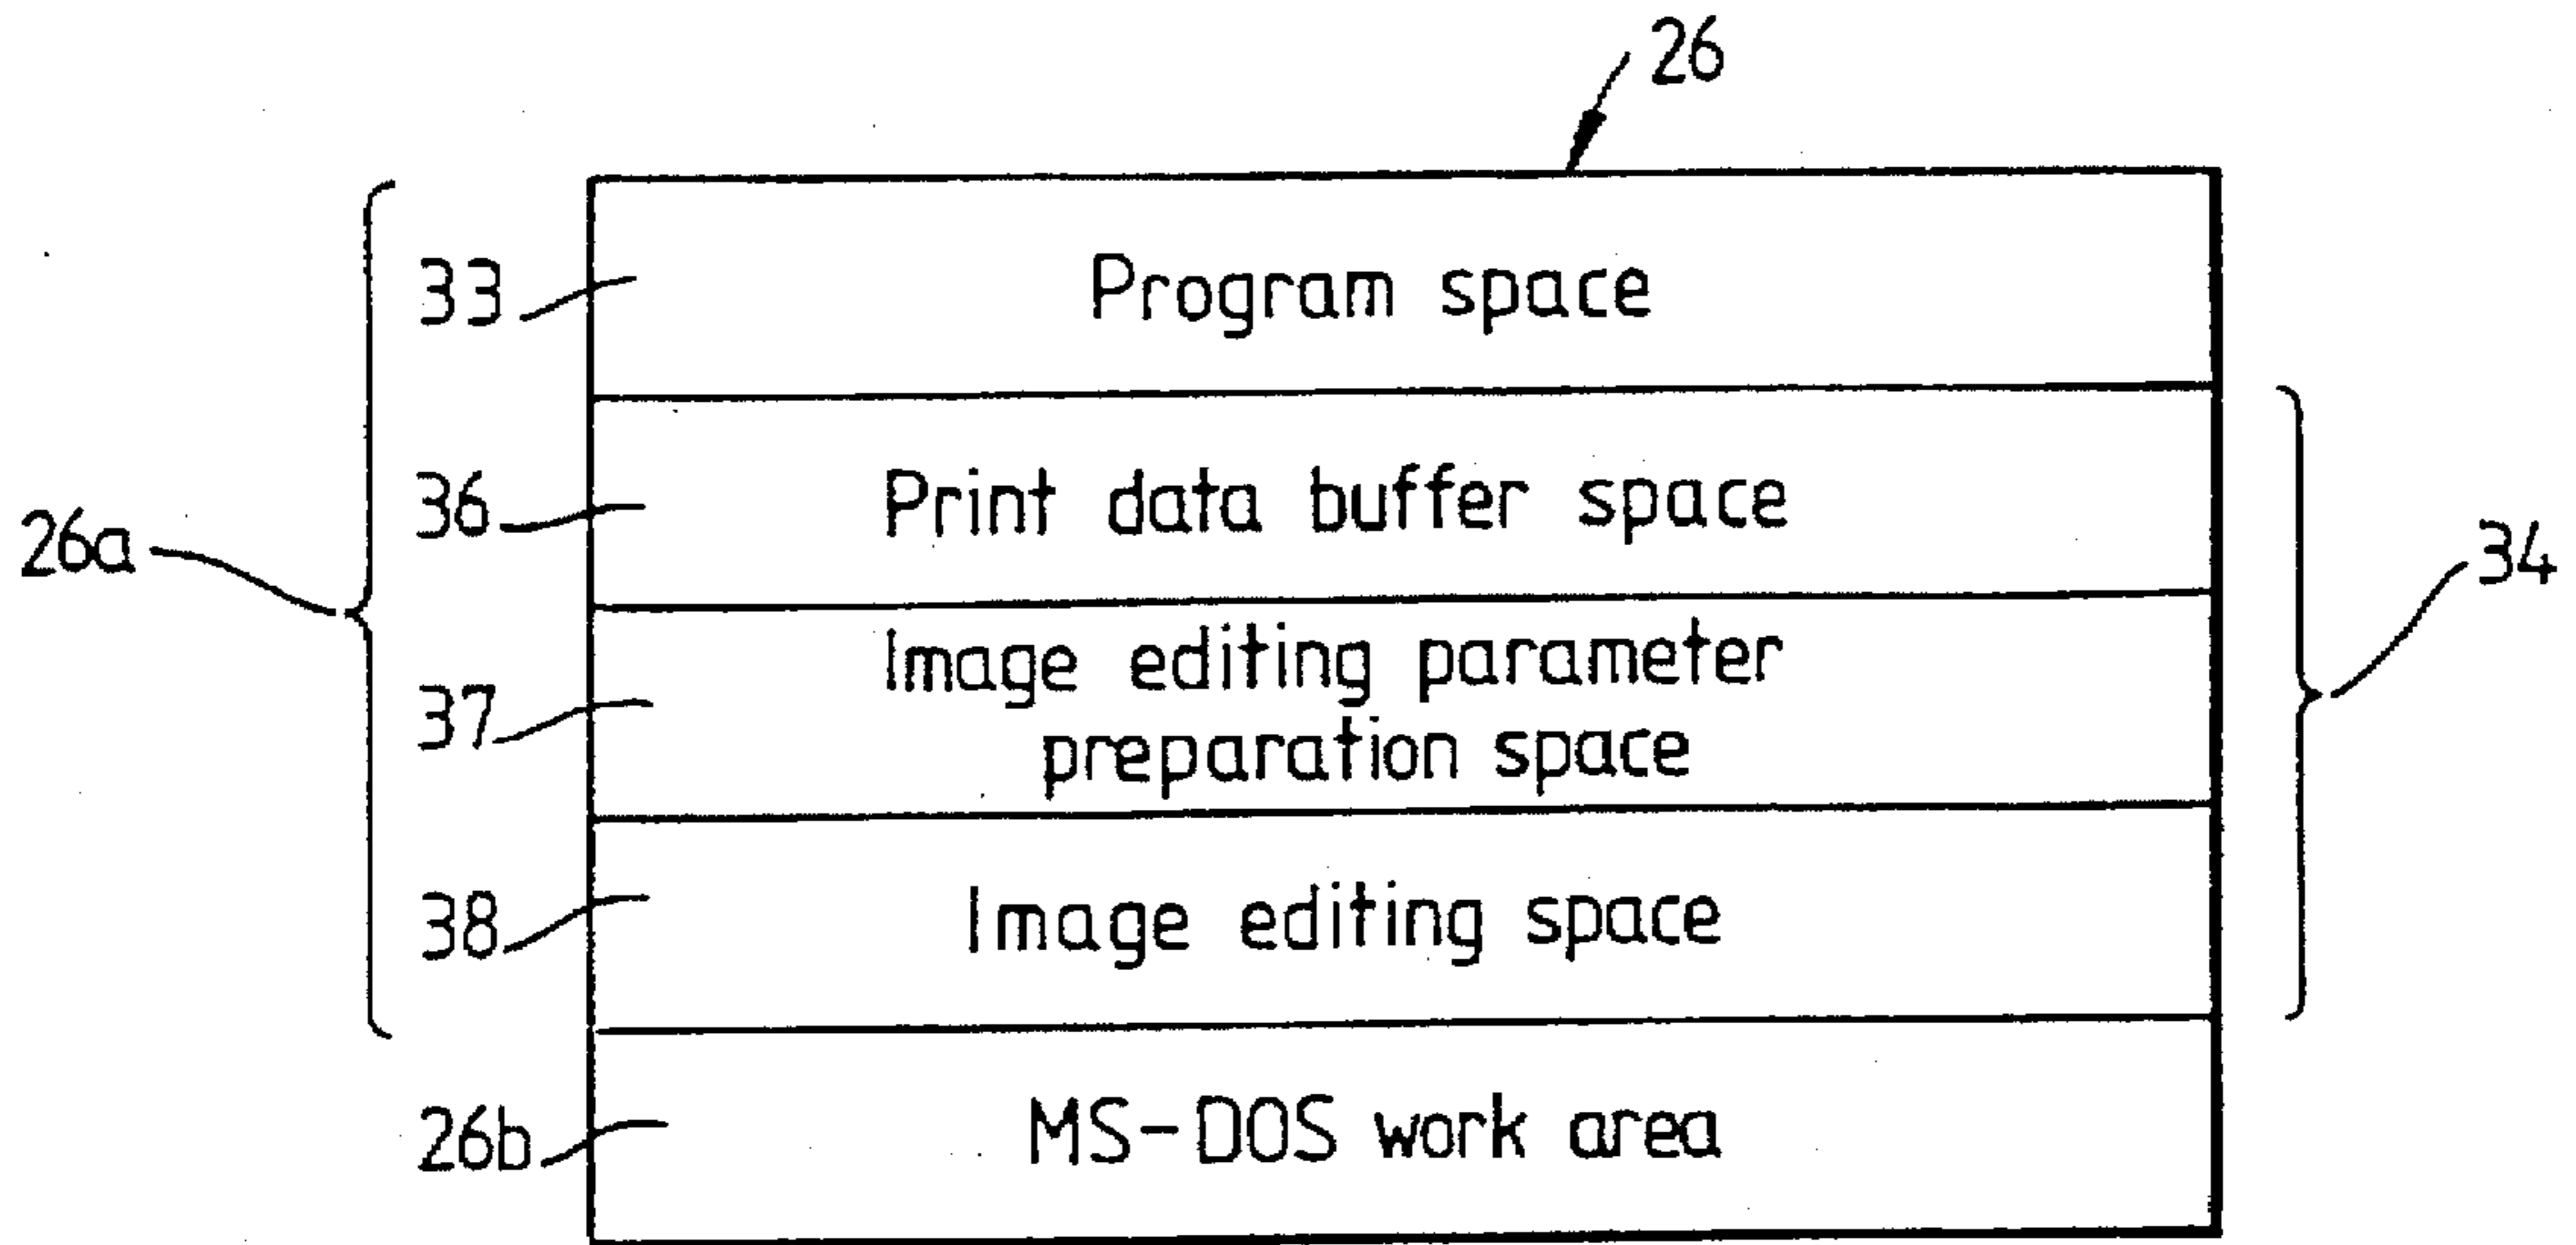 26
33 Program space
36 Print data buffer space
26a
34
Image editing parameter
37
preparation space
38 Image editing space
26b MS-DOS work area